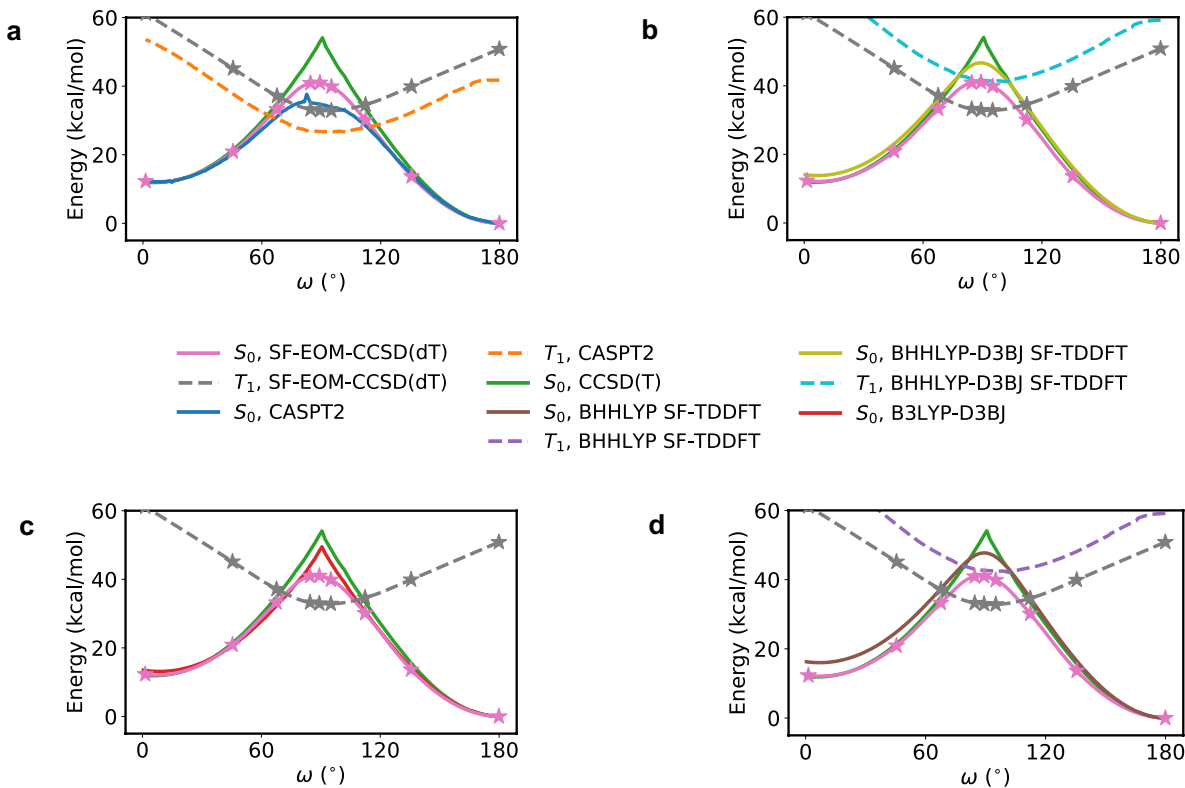 a
60
40
20
0
Energy (kcal/mol)
0
60
120
180
ω (°)
b
60
40
20
0
Energy (kcal/mol)
0
60
120
180
ω (°)
S₀, SF-EOM-CCSD(dT)
T₁, SF-EOM-CCSD(dT)
S₀, CASPT2
T₁, CASPT2
S₀, CCSD(T)
S₀, BHHLYP SF-TDDFT
T₁, BHHLYP SF-TDDFT
S₀, BHHLYP-D3BJ SF-TDDFT
T₁, BHHLYP-D3BJ SF-TDDFT
S₀, B3LYP-D3BJ
c
60
40
20
0
Energy (kcal/mol)
0
60
120
180
ω (°)
d
60
40
20
0
Energy (kcal/mol)
0
60
120
180
ω (°)